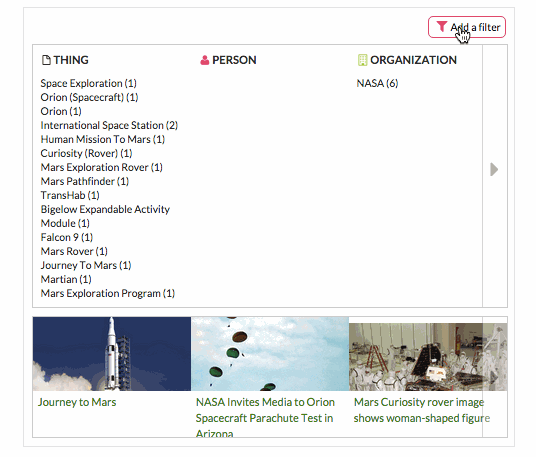 Add a filter
THING
PERSON
ORGANIZATION
Space Exploration (1)
Orion (Spacecraft) (1)
Orion (1)
International Space Station (2)
Human Mission To Mars (1)
Curiosity (Rover) (1)
Mars Exploration Rover (1)
Mars Pathfinder (1)
TransHab (1)
Bigelow Expandable Activity
Module (1)
Falcon 9 (1)
Mars Rover (1)
Journey To Mars (1)
Martian (1)
Mars Exploration Program (1)
NASA (6)
Journey to Mars
NASA Invites Media to Orion
Spacecraft Parachute Test in
Arizona
Mars Curiosity rover image
shows woman-shaped figure